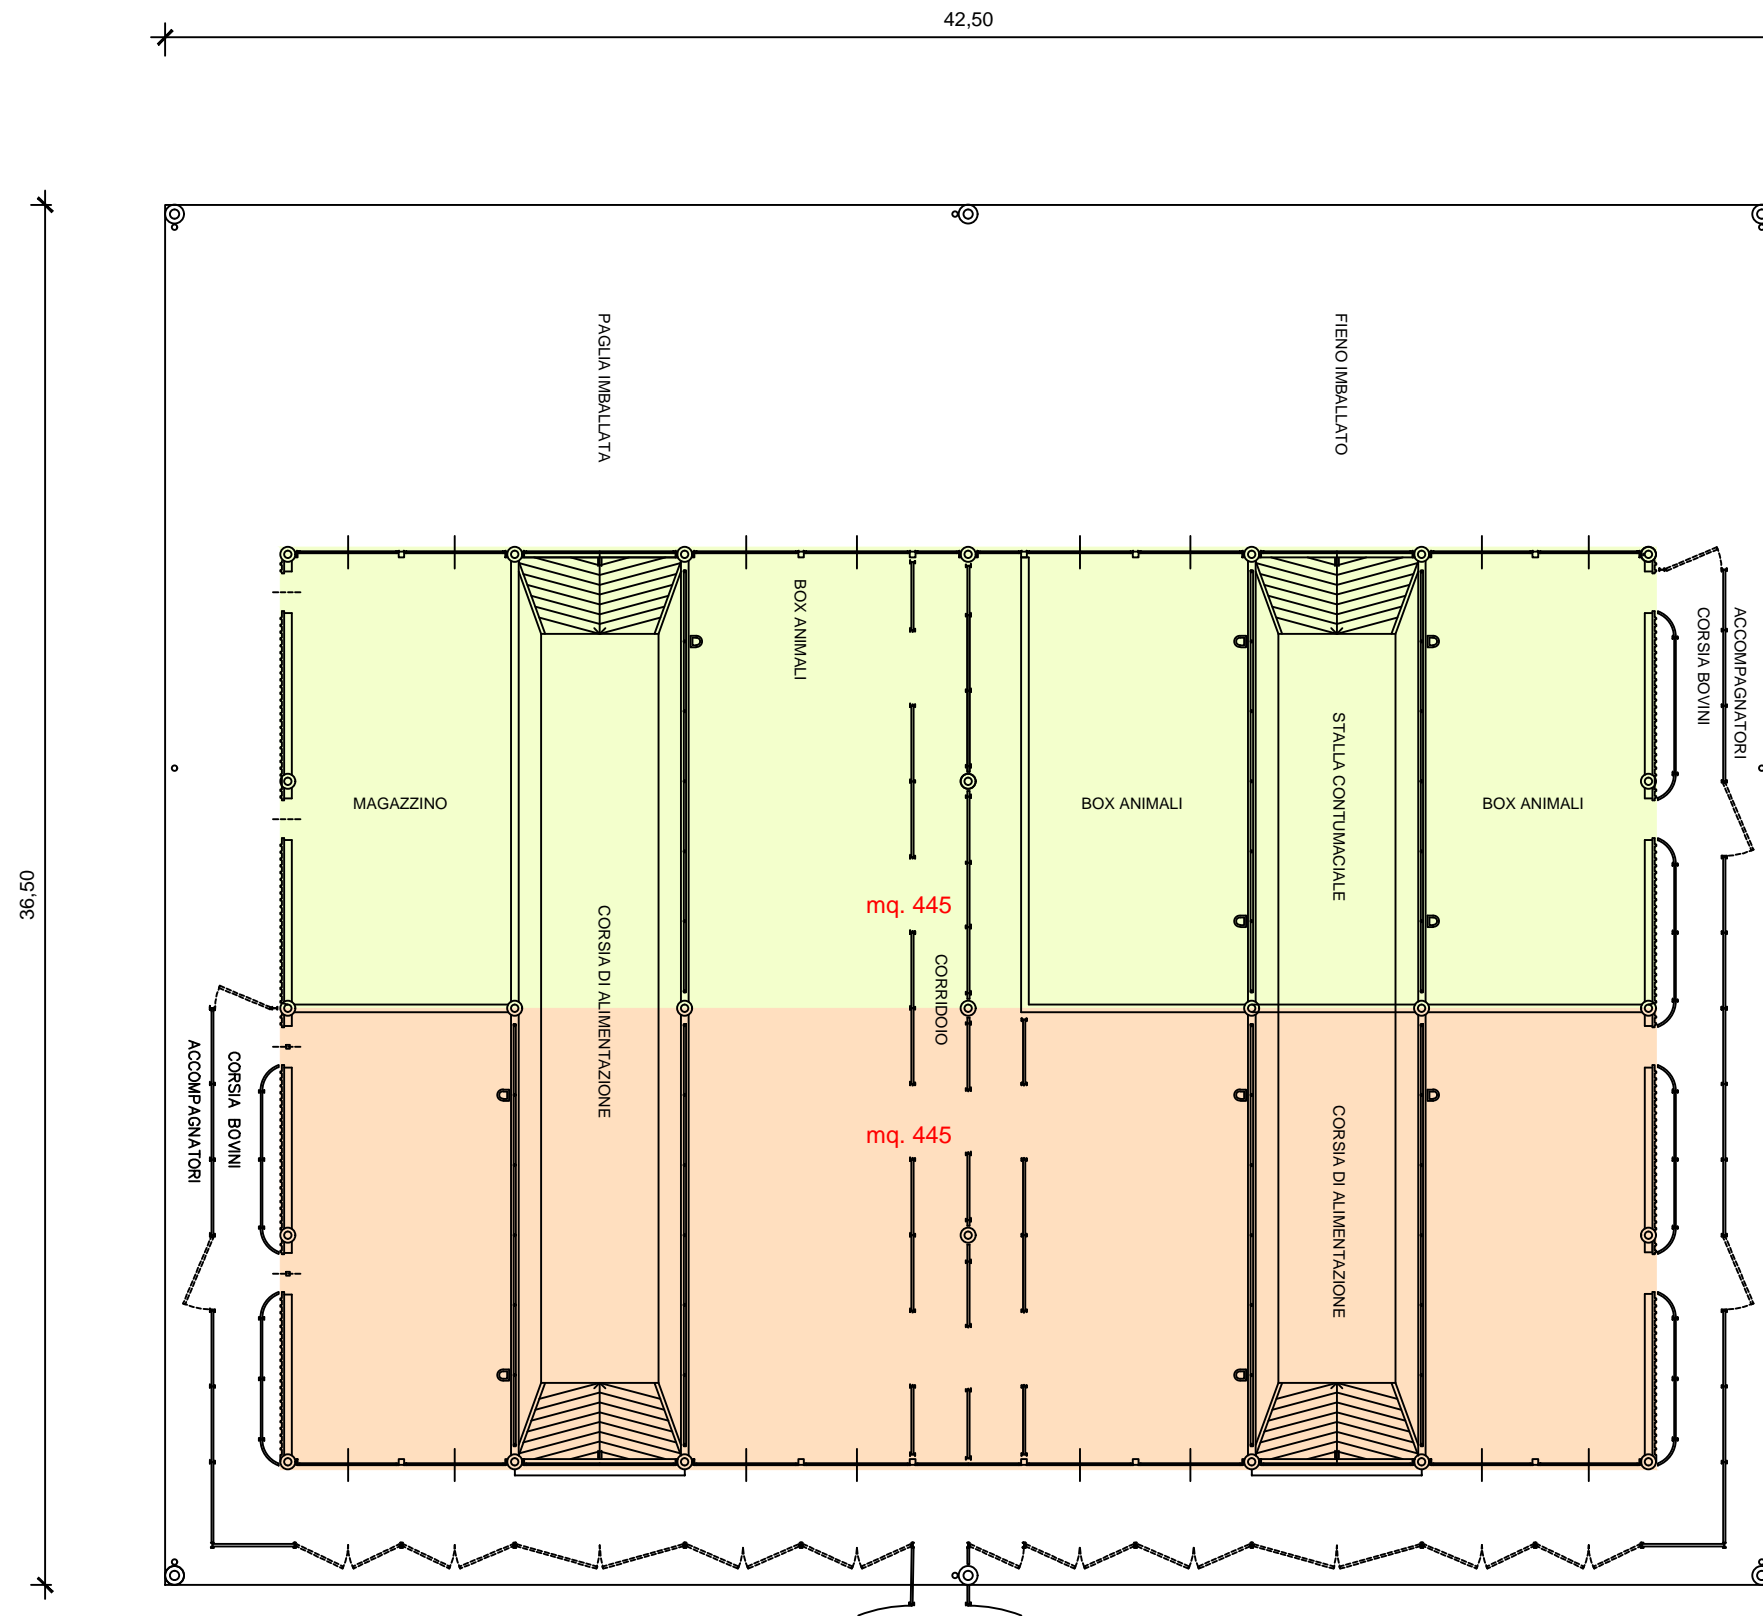 42,50
36,50
PAGLIA IMBALLATA
FIENO IMBALLATO
BOX ANIMALI
ACCOMPAGNATORI
CORSIA BOVINI
STALLA CONTUMACIALE
MAGAZZINO
BOX ANIMALI
BOX ANIMALI
mq. 445
CORSIA DI ALIMENTAZIONE
CORRIDOIO
ACCOMPAGNATORI
CORSIA BOVINI
mq. 445
CORSIA DI ALIMENTAZIONE